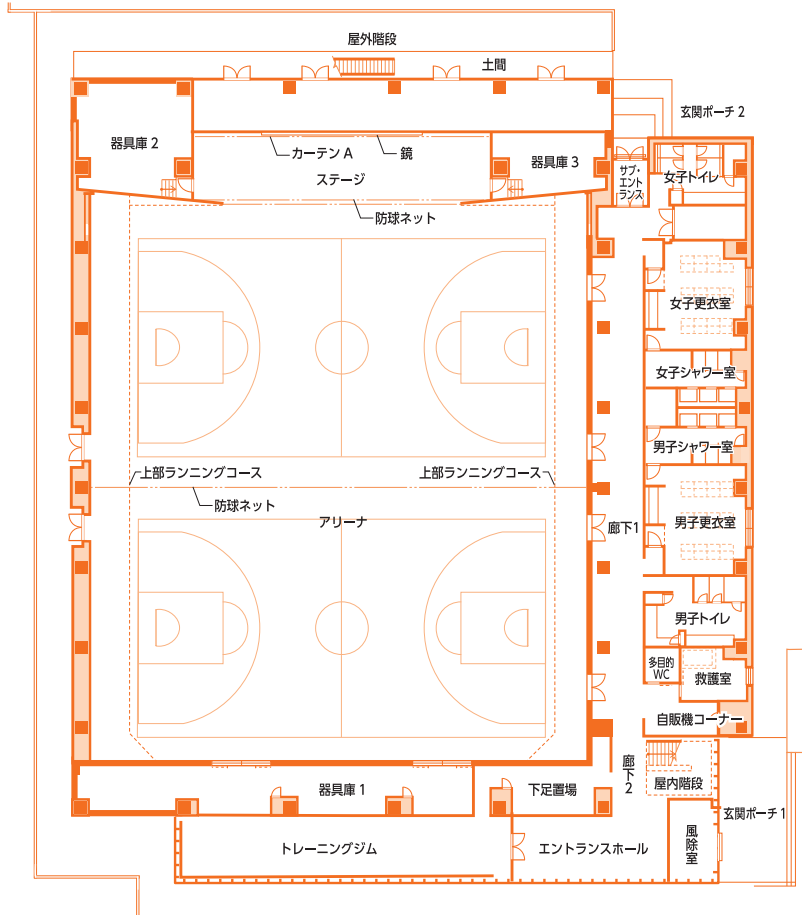 屋外階段
土間
玄関ポーチ 2
器具庫 2
カーテン A
鏡
器具庫 3
ステージ
サブ・
エント
ランス
女子トイレ
防球ネット
女子更衣室
女子シャワー室
男子シャワー室
上部ランニングコース
上部ランニングコース
防球ネット
アリーナ
廊下1
男子更衣室
男子トイレ
多目的
WC
救護室
自販機コーナー
廊下2
屋内階段
器具庫 1
下足置場
玄関ポーチ 1
トレーニングジム
エントランスホール
風除室